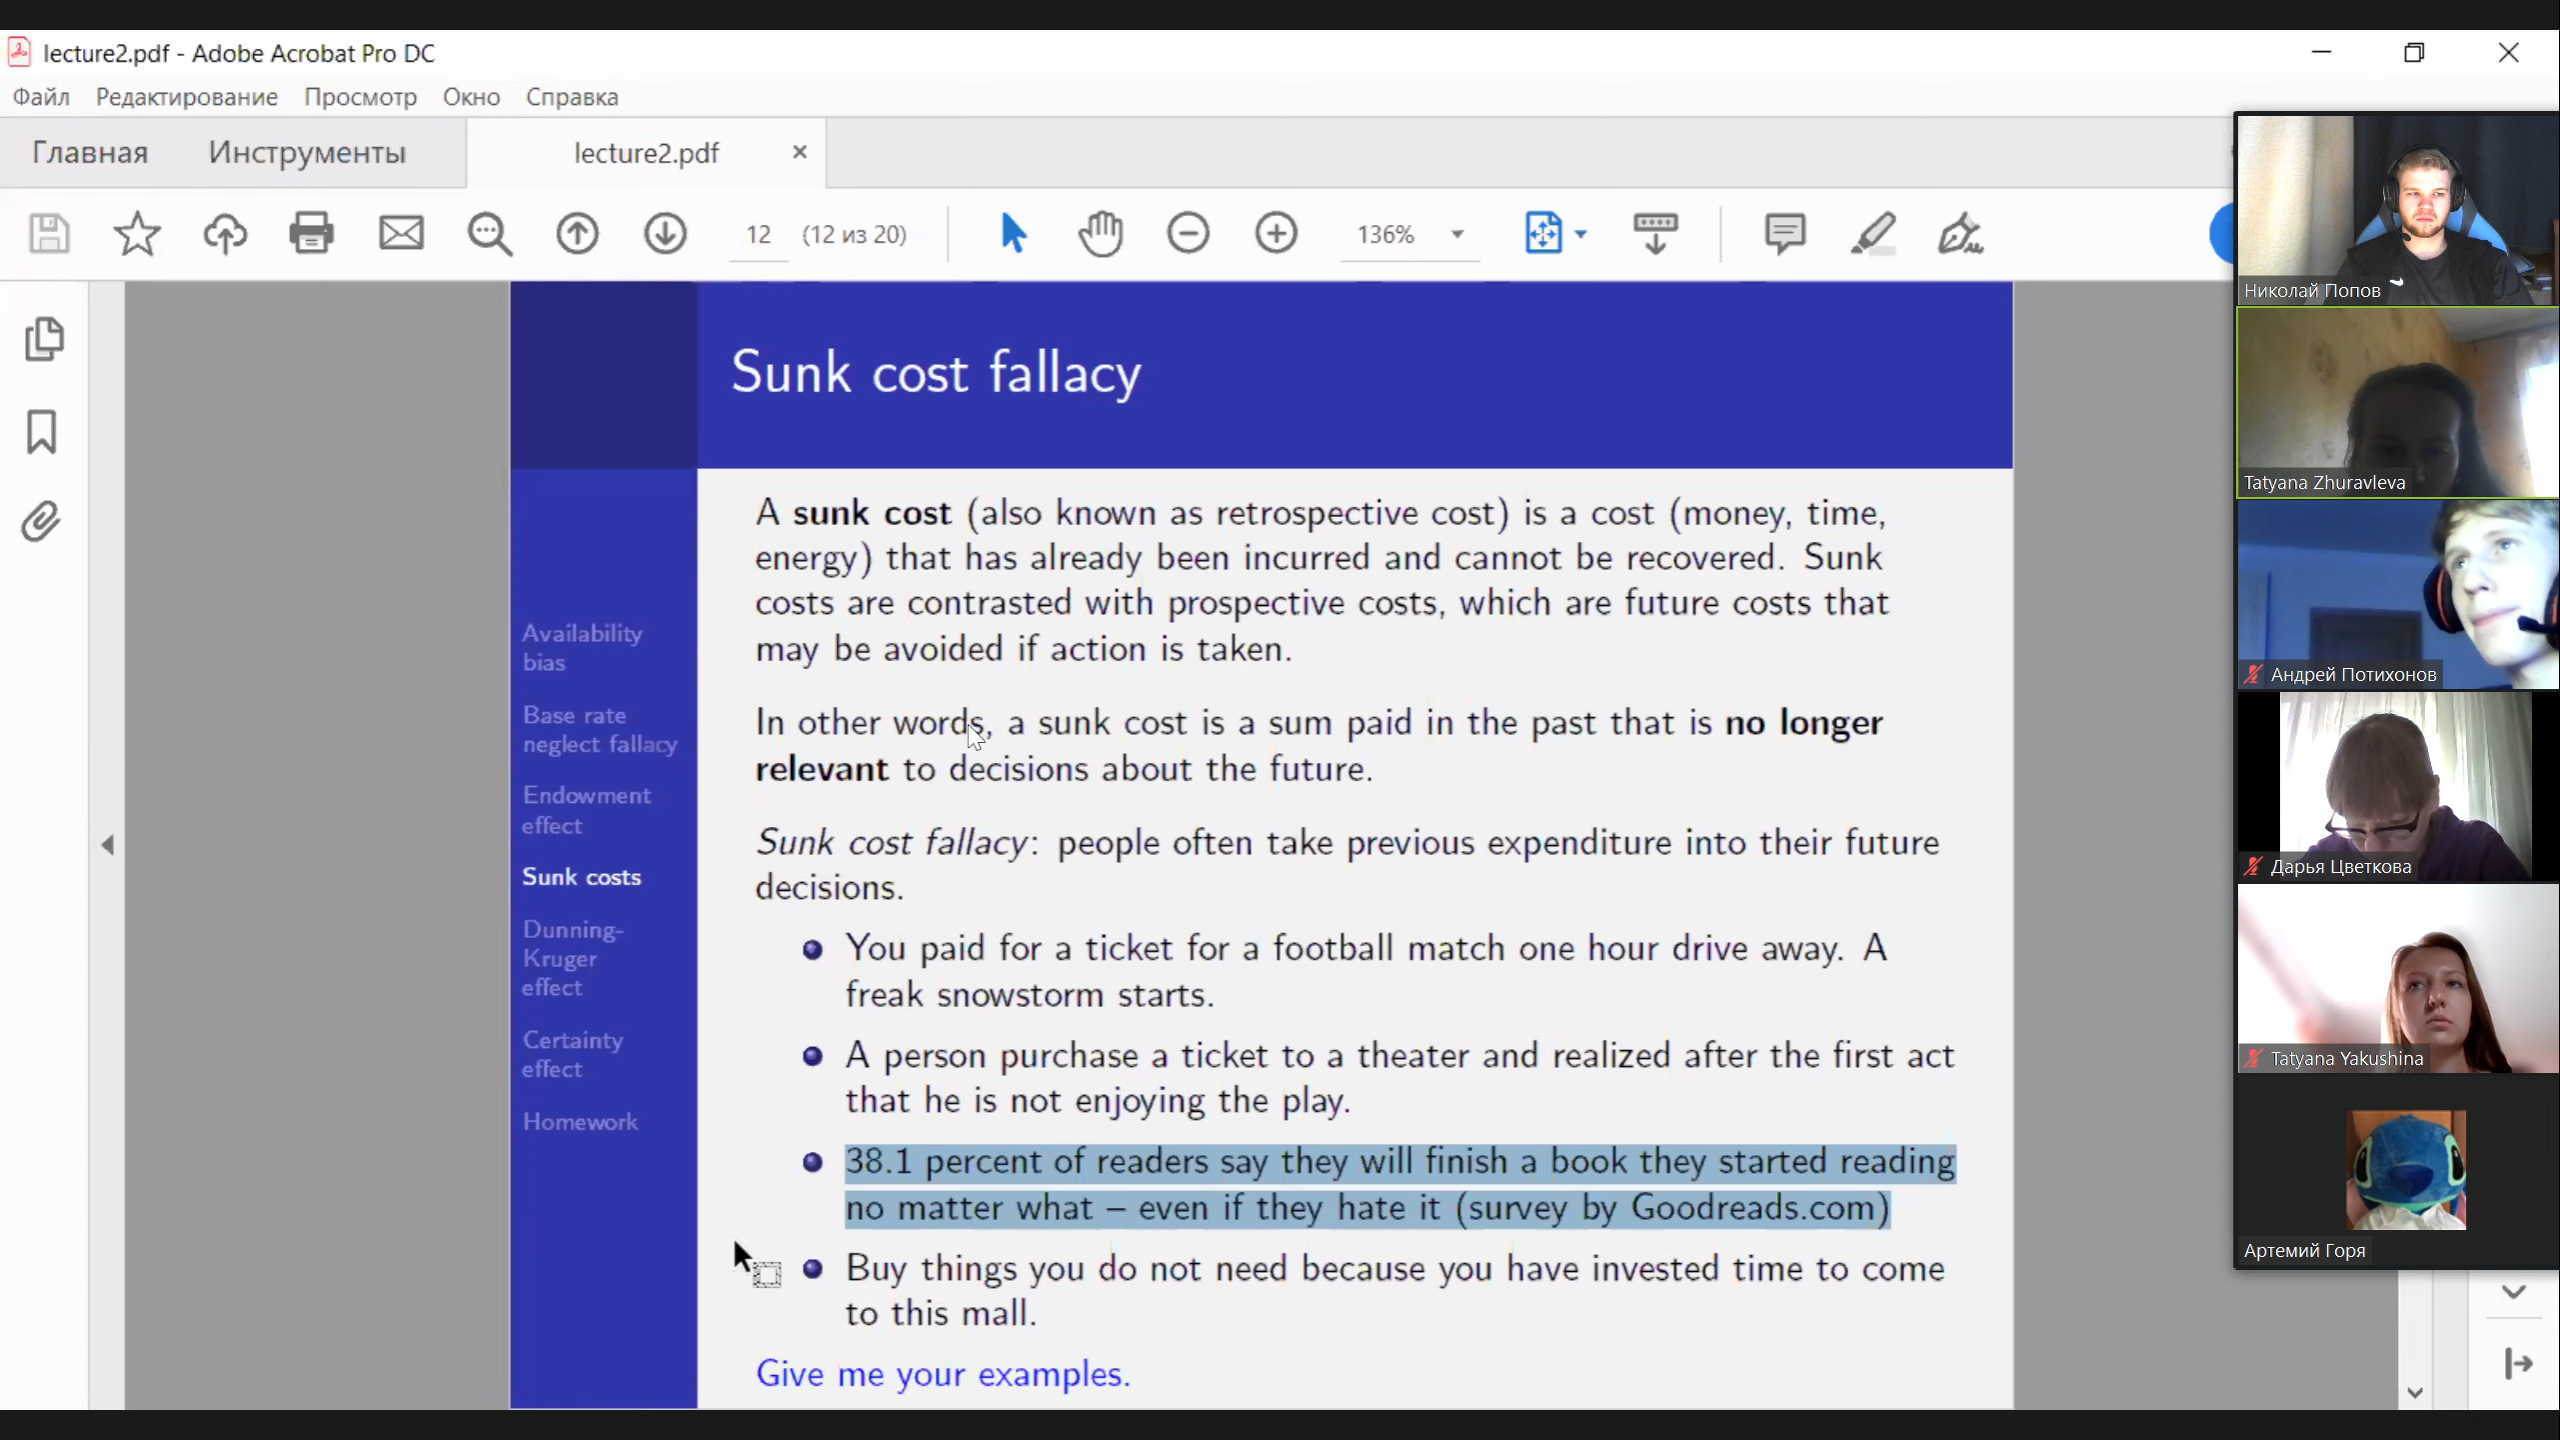 lecture2.pdf - Adobe Acrobat Pro DC
Файл Редактирование Просмотр Окно Справка
Главная Инструменты lecture2.pdf
12 (12 из 20) 136%
Sunk cost fallacy
Availability
bias
Base rate
neglect fallacy
Endowment
effect
Sunk costs
Dunning-
Kruger
effect
Certainty
effect
Homework
A sunk cost (also known as retrospective cost) is a cost (money, time,
energy) that has already been incurred and cannot be recovered. Sunk
costs are contrasted with prospective costs, which are future costs that
may be avoided if action is taken.
In other words, a sunk cost is a sum paid in the past that is no longer
relevant to decisions about the future.
Sunk cost fallacy: people often take previous expenditure into their future
decisions.
You paid for a ticket for a football match one hour drive away. A
freak snowstorm starts.
A person purchase a ticket to a theater and realized after the first act
that he is not enjoying the play.
38.1 percent of readers say they will finish a book they started reading
no matter what – even if they hate it (survey by Goodreads.com)
Buy things you do not need because you have invested time to come
to this mall.
Give me your examples.
Николай Попов
Tatyana Zhuravleva
Андрей Потихонов
Дарья Цветкова
Tatyana Yakushina
Артемий Горя